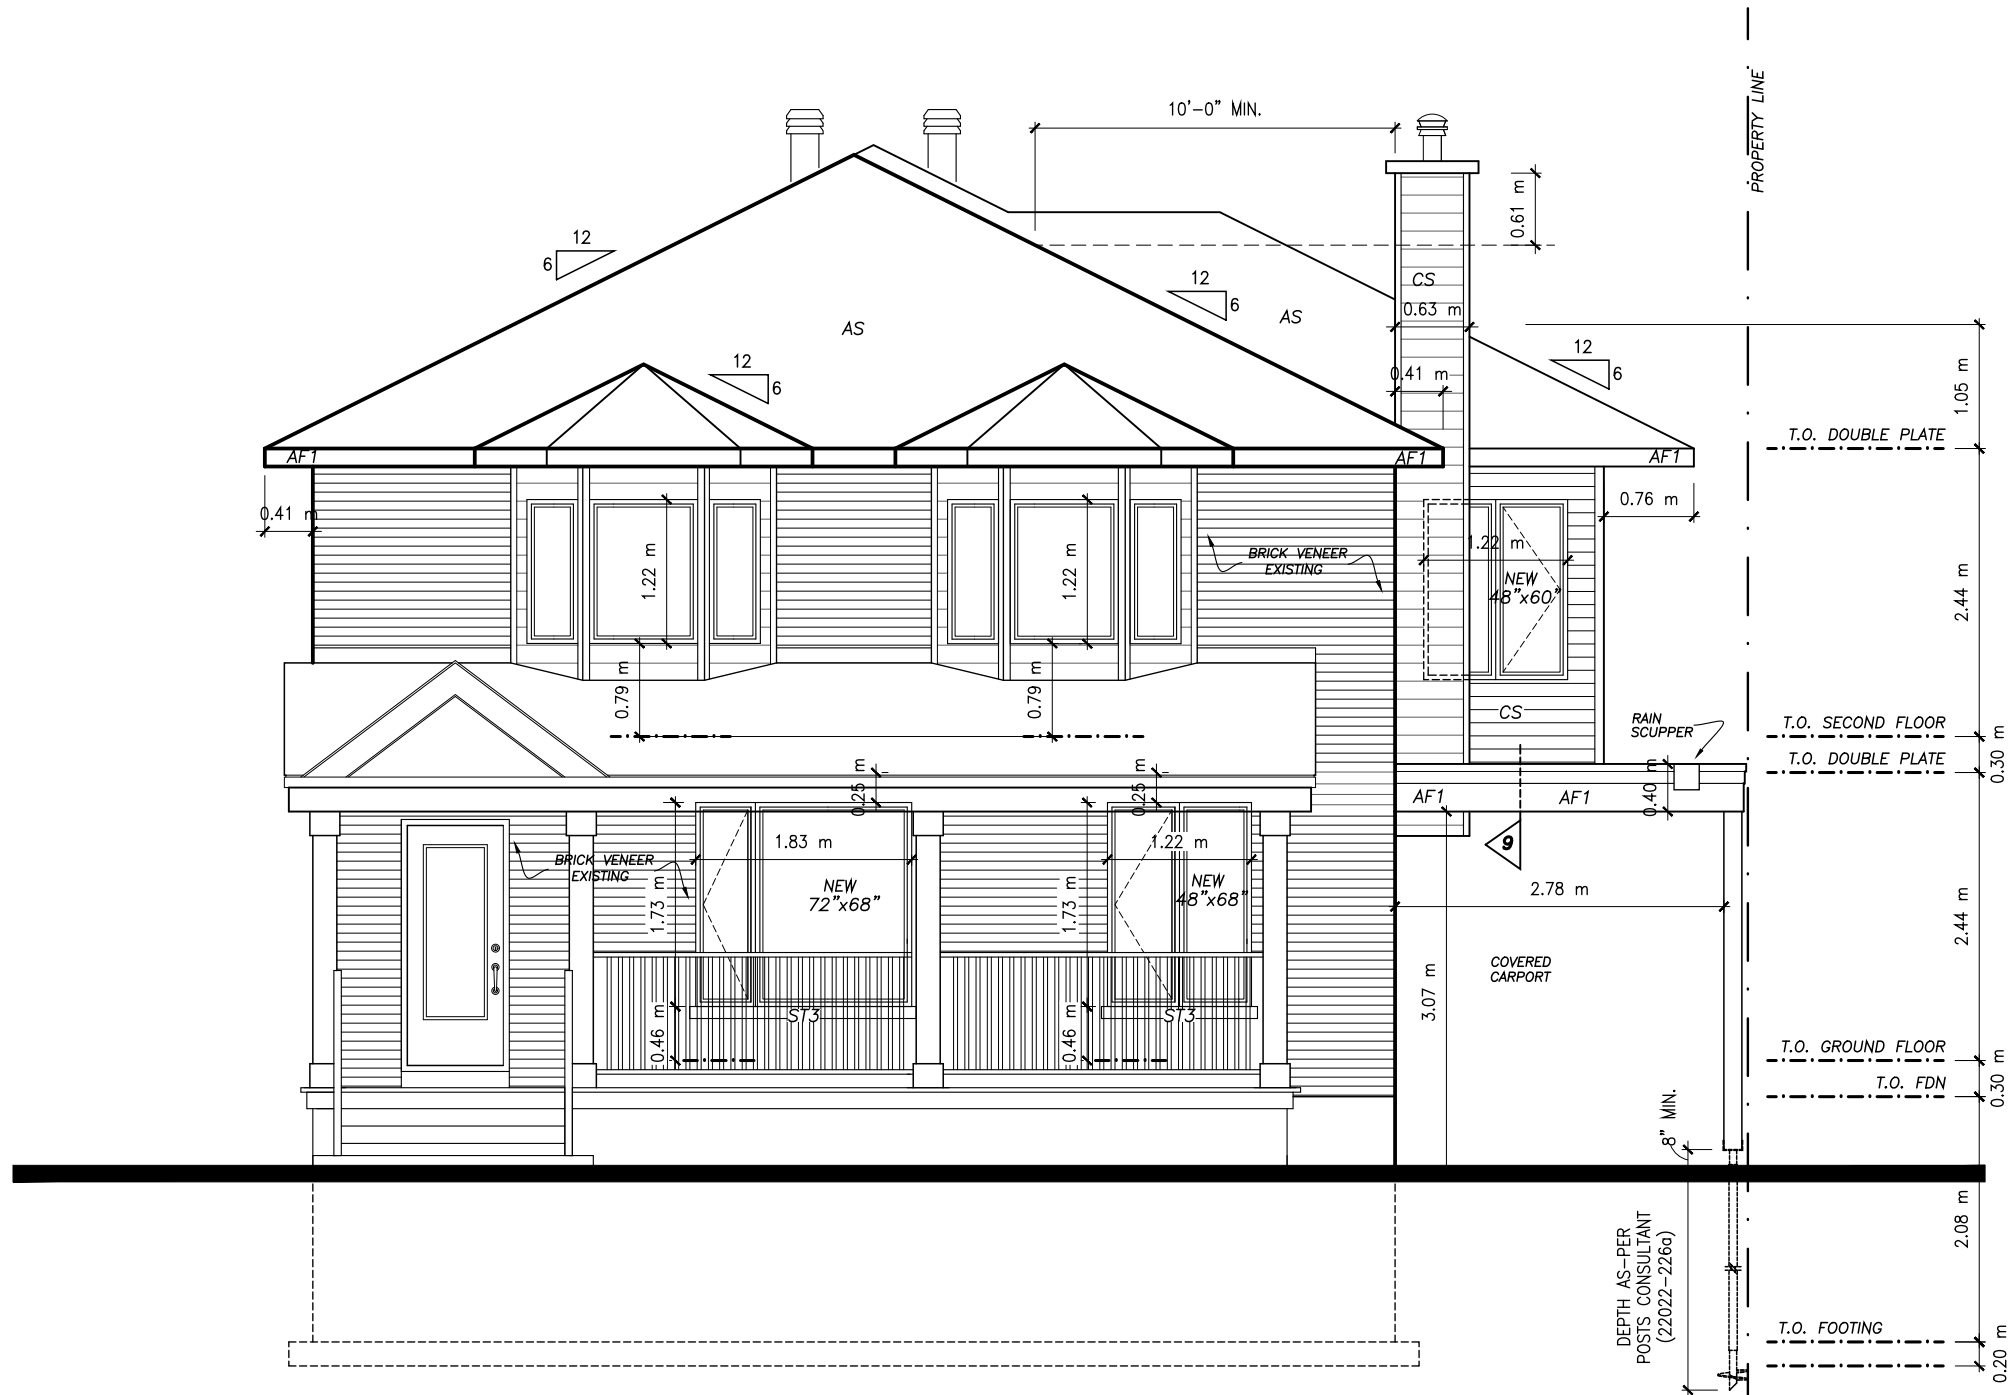 10'-0" MIN.
PROPERTY LINE
0.61 m
12
6
12
6
CS
0.63 m
AS
AS
12
6
12
6
0.41 m
1.05 m
T.O. DOUBLE PLATE
AF1
AF1
AF1
0.41 m
0.76 m
1.22 m
1.22 m
BRICK VENEER
EXISTING
1.22 m
NEW
48"x60"
2.44 m
0.79 m
0.79 m
CS
RAIN
SCUPPER
T.O. SECOND FLOOR
T.O. DOUBLE PLATE
0.30 m
0.25 m
0.25 m
AF1
AF1
0.40 m
1.83 m
1.22 m
9
BRICK VENEER
EXISTING
NEW
72"x68"
NEW
48"x68"
1.73 m
1.73 m
2.78 m
2.44 m
COVERED
CARPORT
3.07 m
ST3
ST3
0.46 m
0.46 m
T.O. GROUND FLOOR
T.O. FDN
0.30 m
8" MIN.
2.08 m
DEPTH AS-PER
POSTS CONSULTANT
(22022-226a)
T.O. FOOTING
0.20 m